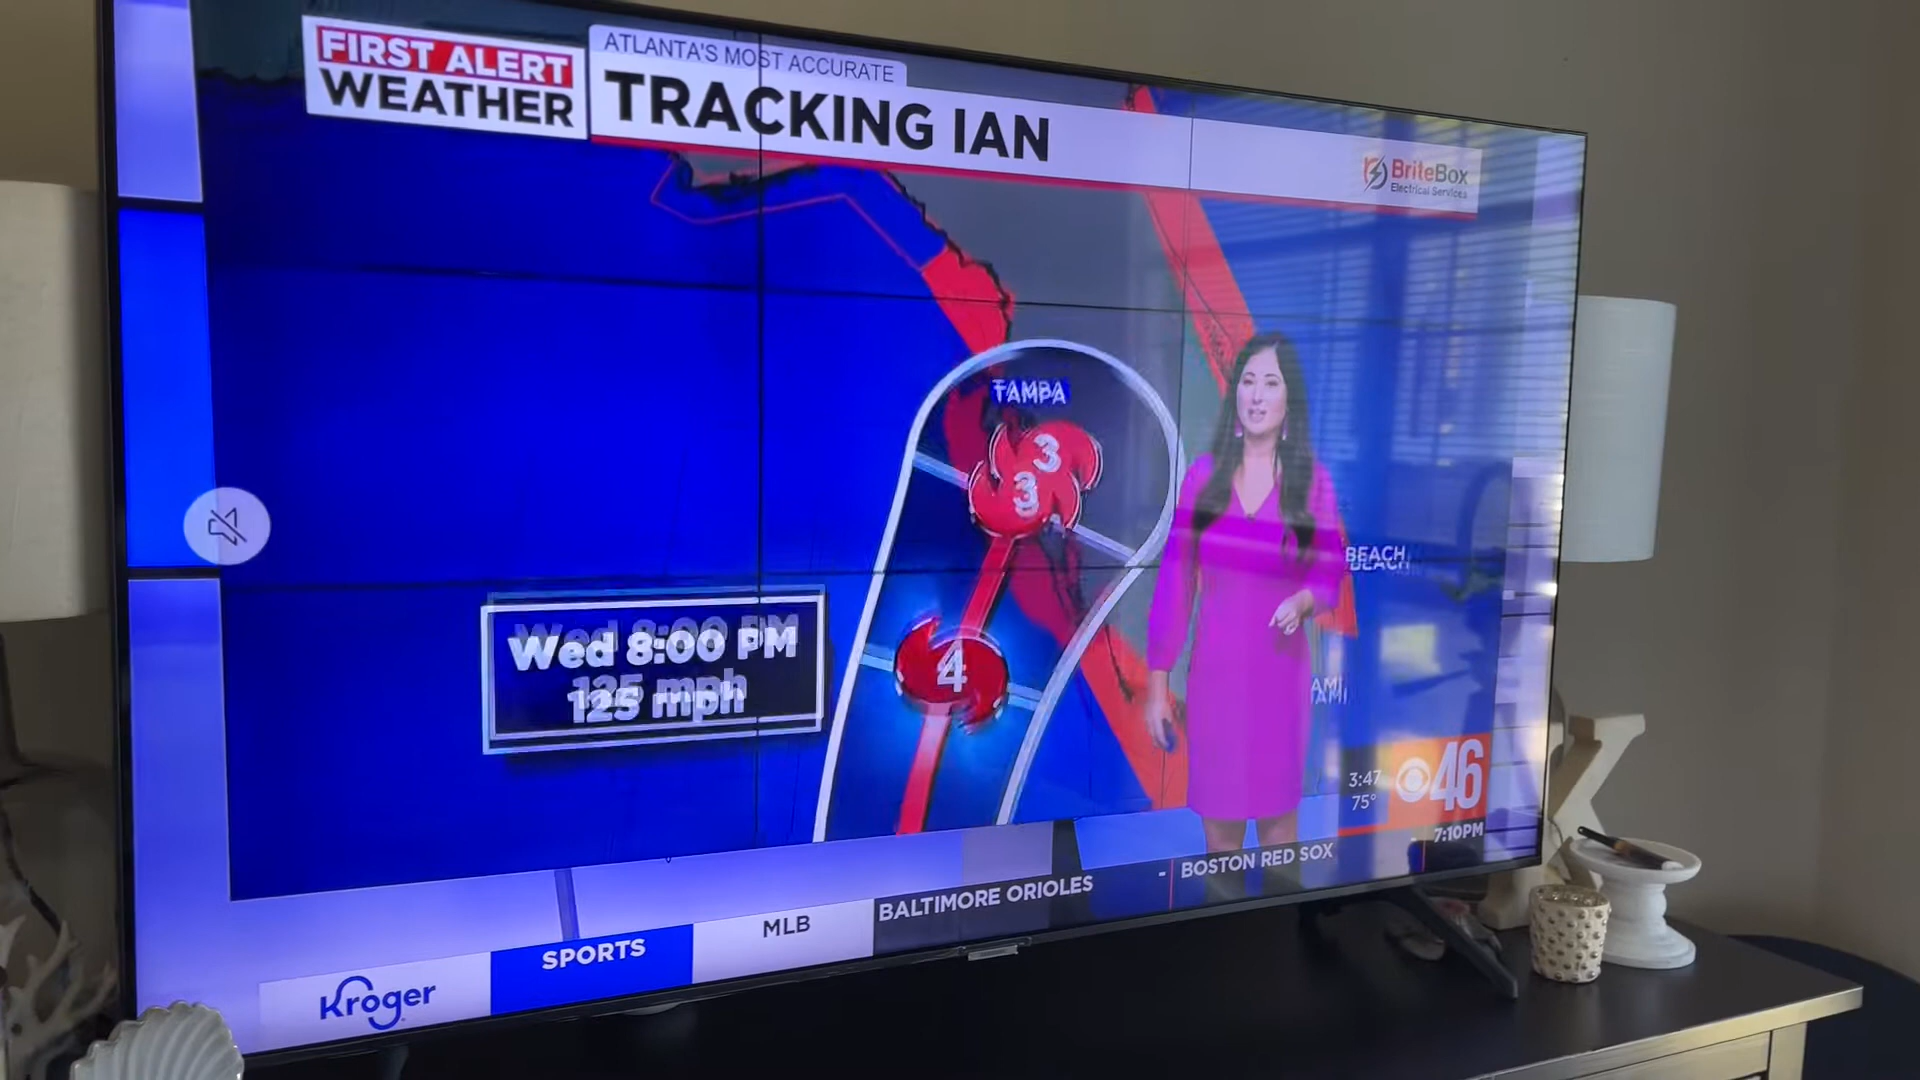 FIRST ALERT
WEATHER
ATLANTA'S MOST ACCURATE
TRACKING IAN
BriteBox
Electrical Services
TAMPA
3
3
4
Wed 8:00 PM
125 mph
BEACH
AMI
3:47
75°
46
7:10PM
Kroger
SPORTS
MLB
BALTIMORE ORIOLES
- BOSTON RED SOX